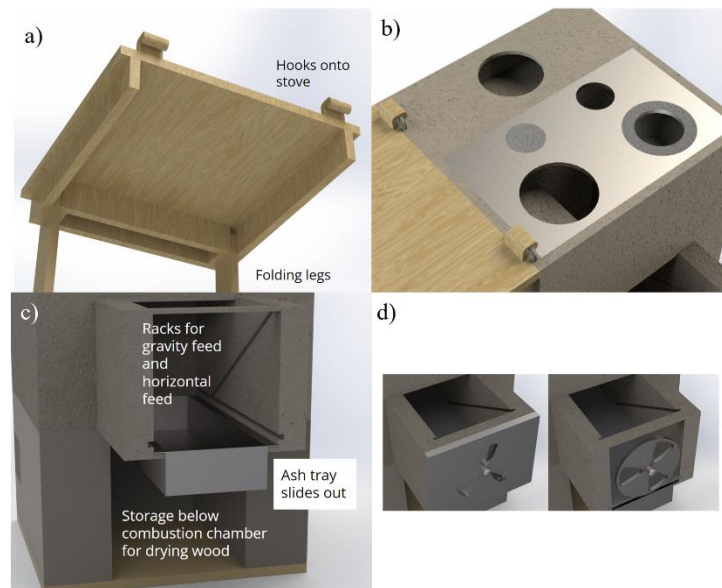 a)
Hooks onto
stove
Folding legs
b)
c)
Racks for
gravity feed
and
horizontal
feed
Ash tray
slides out
Storage below
combustion chamber
for drying wood
d)